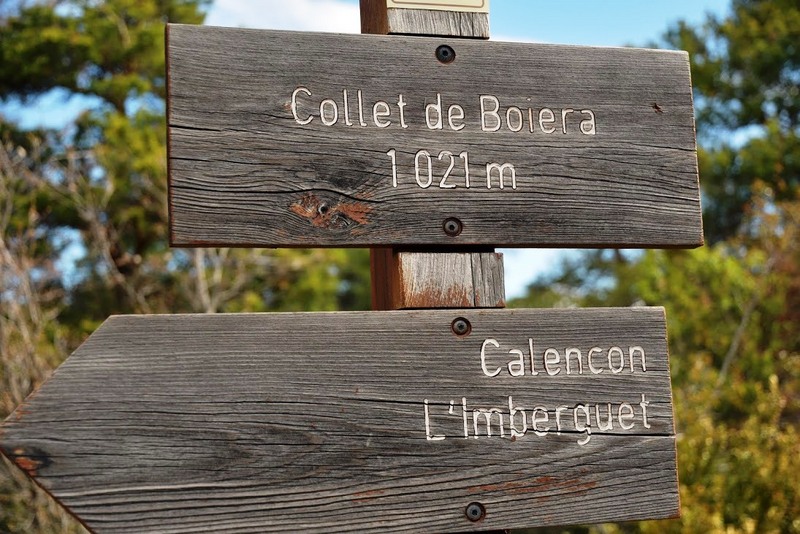 Collet de Boiera
1 021 m
Calencon
L'Imberguet